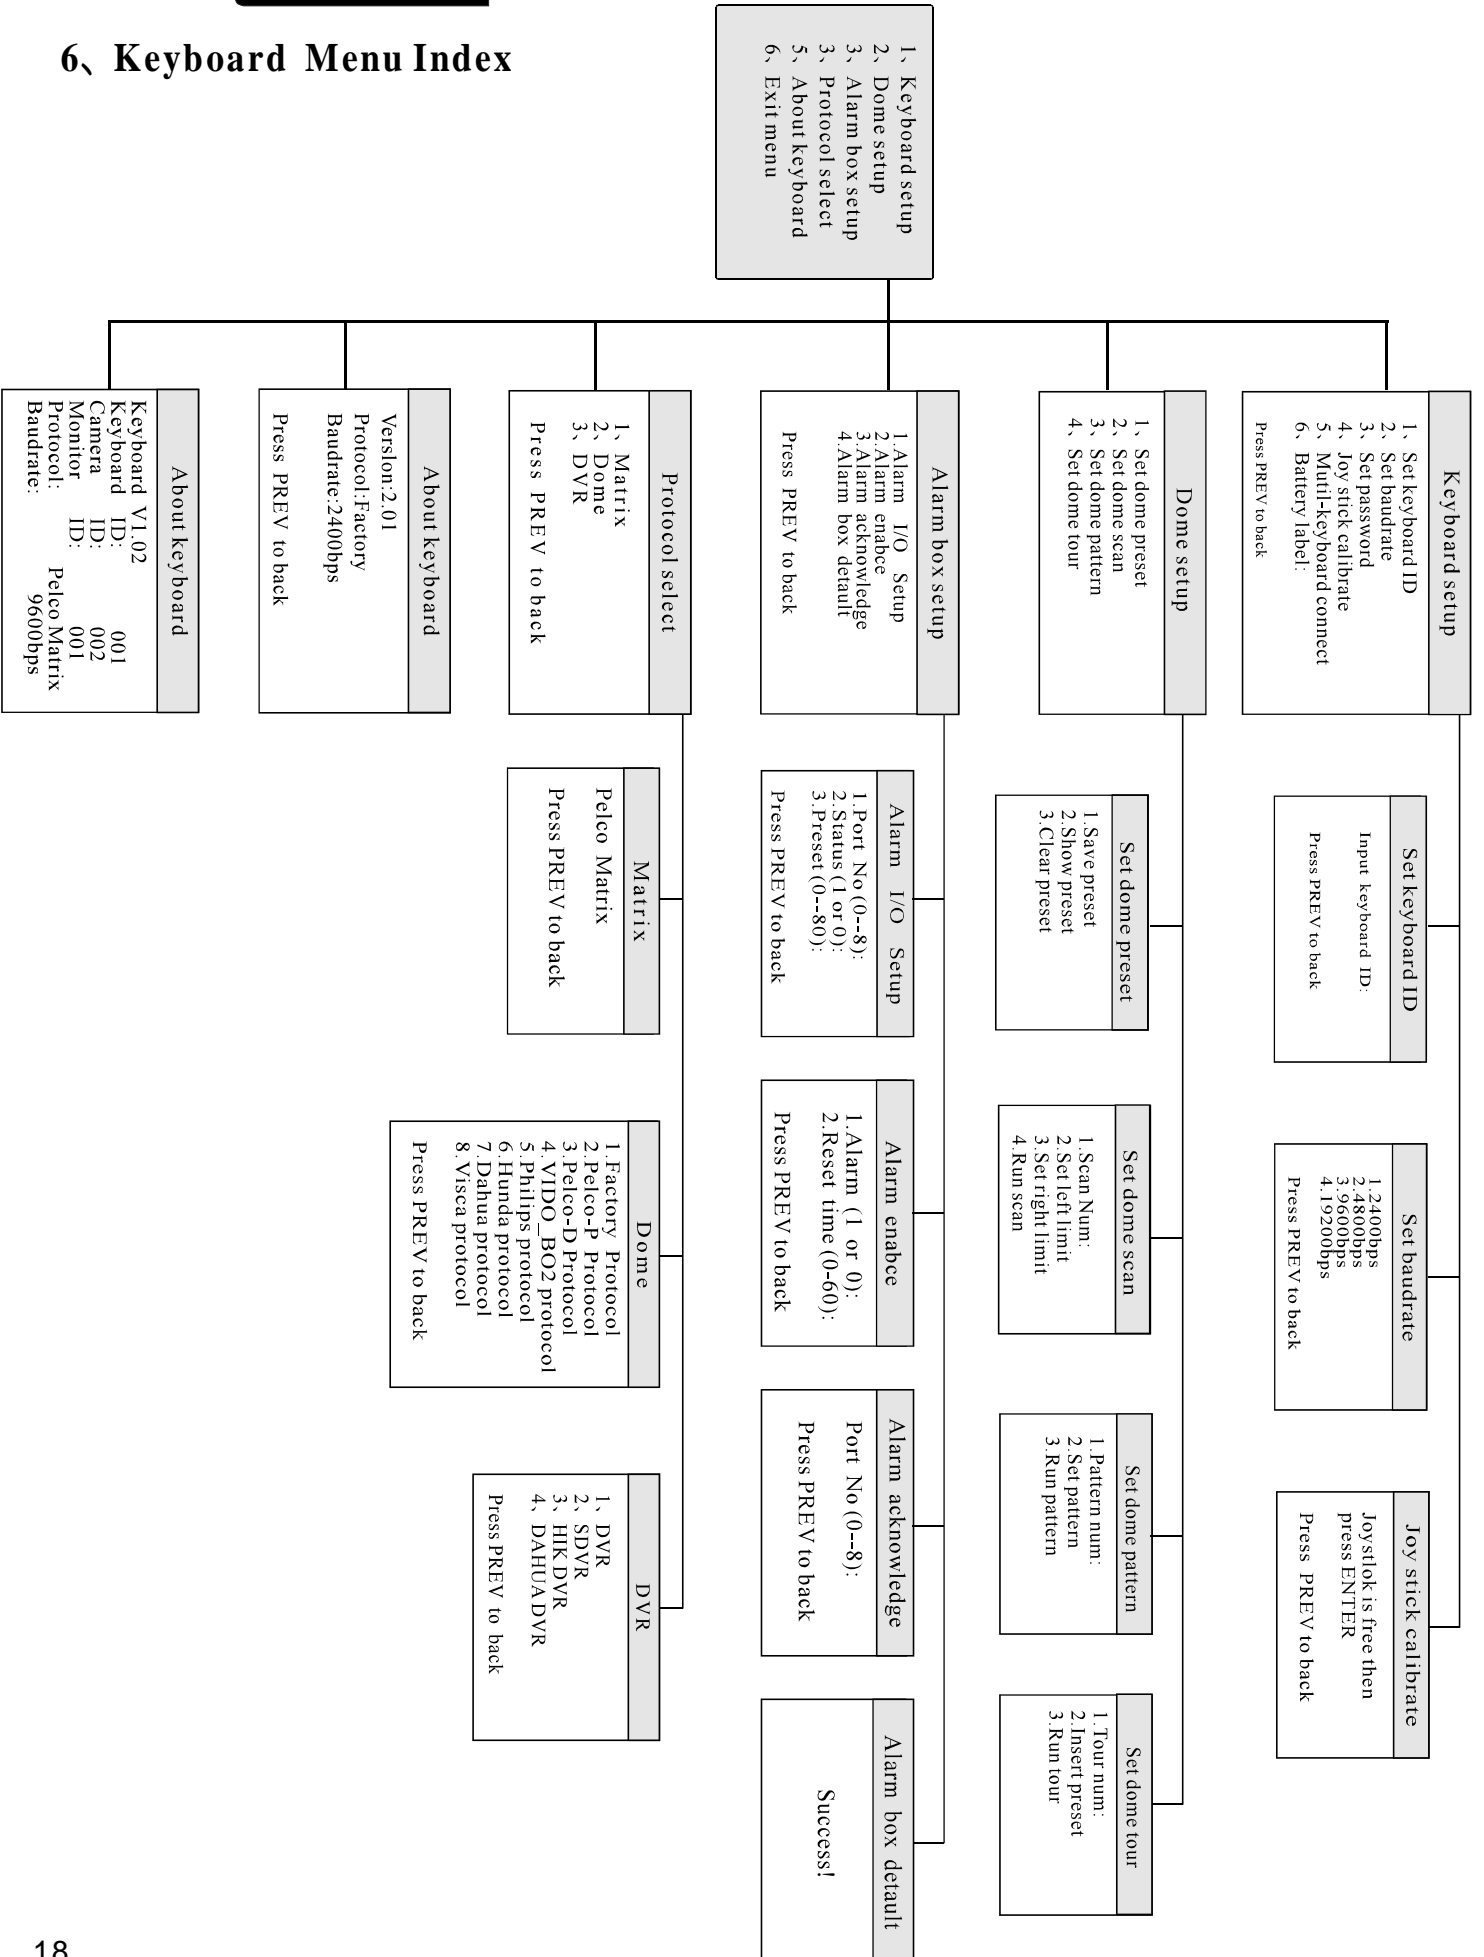 6、Keyboard Menu Index
1、Keyboard setup
2、Dome setup
3、Alarm box setup
3、Protocol select
5、About keyboard
6、Exit menu
Keyboard setup
1、Set keyboard ID
2、Set baudrate
3、Set password
4、Joy stick calibrate
5、Mutil-keyboard connect
6、Battery label:
Press PREV to back
Set keyboard ID
Input keyboard ID:
Press PREV to back
Set baudrate
1.2400bps
2.4800bps
3.9600bps
4.19200bps
Press PREV to back
Joy stick calibrate
Joystlok is free then
press ENTER
Press PREV to back
Dome setup
1、Set dome preset
2、Set dome scan
3、Set dome pattern
4、Set dome tour
Set dome preset
1.Save preset
2.Show preset
3.Clear preset
Set dome scan
1.Scan Num:
2.Set left limit
3.Set right limit
4.Run scan
Set dome pattern
1.Pattern num:
2.Set pattern
3.Run pattern
Set dome tour
1.Tour num:
2.Insert preset
3.Run tour
Alarm box setup
1.Alarm I/O Setup
2.Alarm enabce
3.Alarm acknowledge
4.Alarm box detault
Press PREV to back
Alarm I/O Setup
1.Port No(0--8):
2.Status(1 or 0):
3.Preset(0--80):
Press PREV to back
Alarm enabce
1.Alarm (1 or 0):
2.Reset time(0-60):
Press PREV to back
Alarm acknowledge
Port No(0--8):
Press PREV to back
Alarm box detault
Success!
Protocol select
1、Matrix
2、Dome
3、DVR
Press PREV to back
Matrix
Pelco Matrix
Press PREV to back
Dome
1.Factory Protocol
2.Pelco-P Protocol
3.Pelco-D Protocol
4.VIDO_BO2 protocol
5.Philips protocol
6.Hunda protocol
7.Dahua protocol
8.Visca protocol
Press PREV to back
DVR
1、DVR
2、SDVR
3、HIK DVR
4、DAHUADVR
Press PREV to back
About keyboard
Verslon:2.01
Protocol:Factory
Baudrate:2400bps
Press PREV to back
About keyboard
Keyboard V1.02
Keyboard ID: 001
Camera ID: 002
Monitor ID: 001
Protocol: Pelco Matrix
Baudrate: 9600bps
18